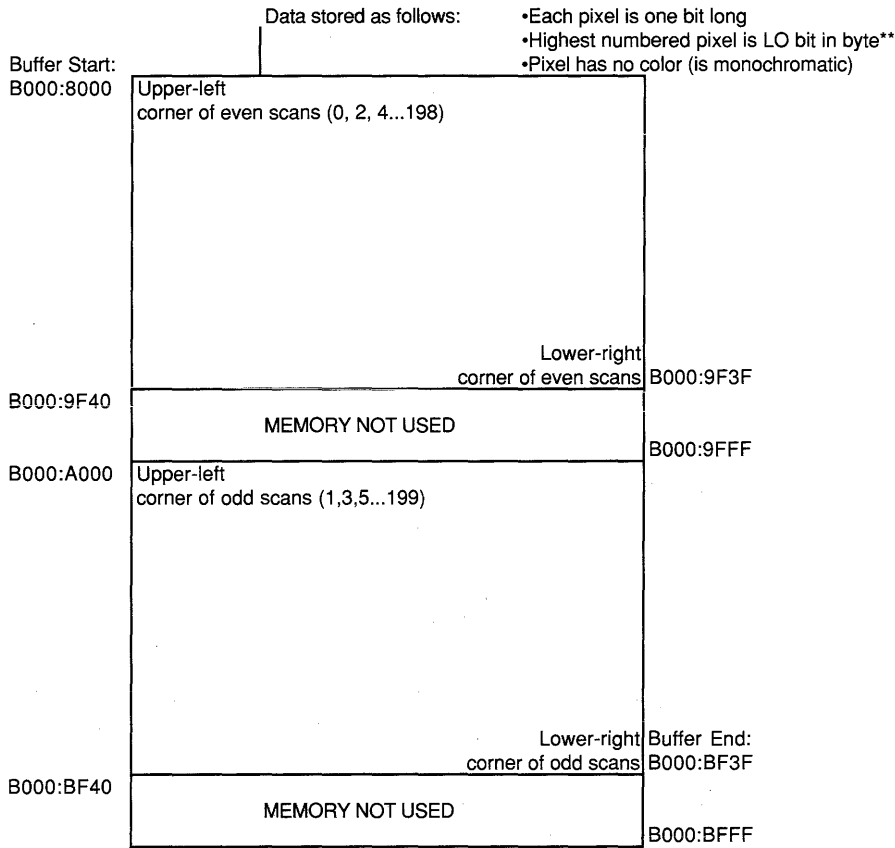 Data stored as follows: •Each pixel is one bit long
•Highest numbered pixel is LO bit in byte**
Buffer Start: •Pixel has no color (is monochromatic)
B000:8000 Upper-left
corner of even scans (0, 2, 4...198)
Lower-right
corner of even scans B000:9F3F
B000:9F40
MEMORY NOT USED
B000:9FFF
B000:A000 Upper-left
corner of odd scans (1,3,5...199)
Lower-right Buffer End:
corner of odd scans B000:BF3F
B000:BF40
MEMORY NOT USED
B000:BFFF